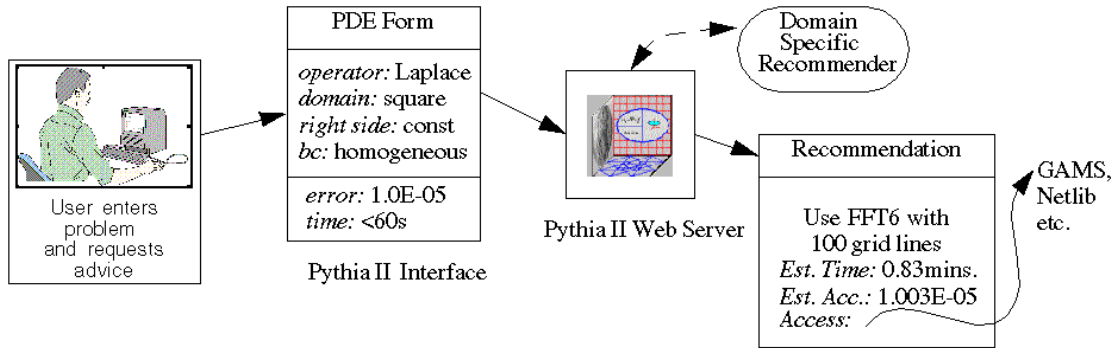 User enters
problem
and requests
advice
PDE Form
operator: Laplace
domain: square
right side: const
bc: homogeneous
error: 1.0E-05
time: <60s
Pythia II Interface
Pythia II Web Server
Domain
Specific
Recommender
Recommendation
Use FFT6 with
100 grid lines
Est. Time: 0.83mins.
Est. Acc.: 1.003E-05
Access:
GAMS,
Netlib
etc.